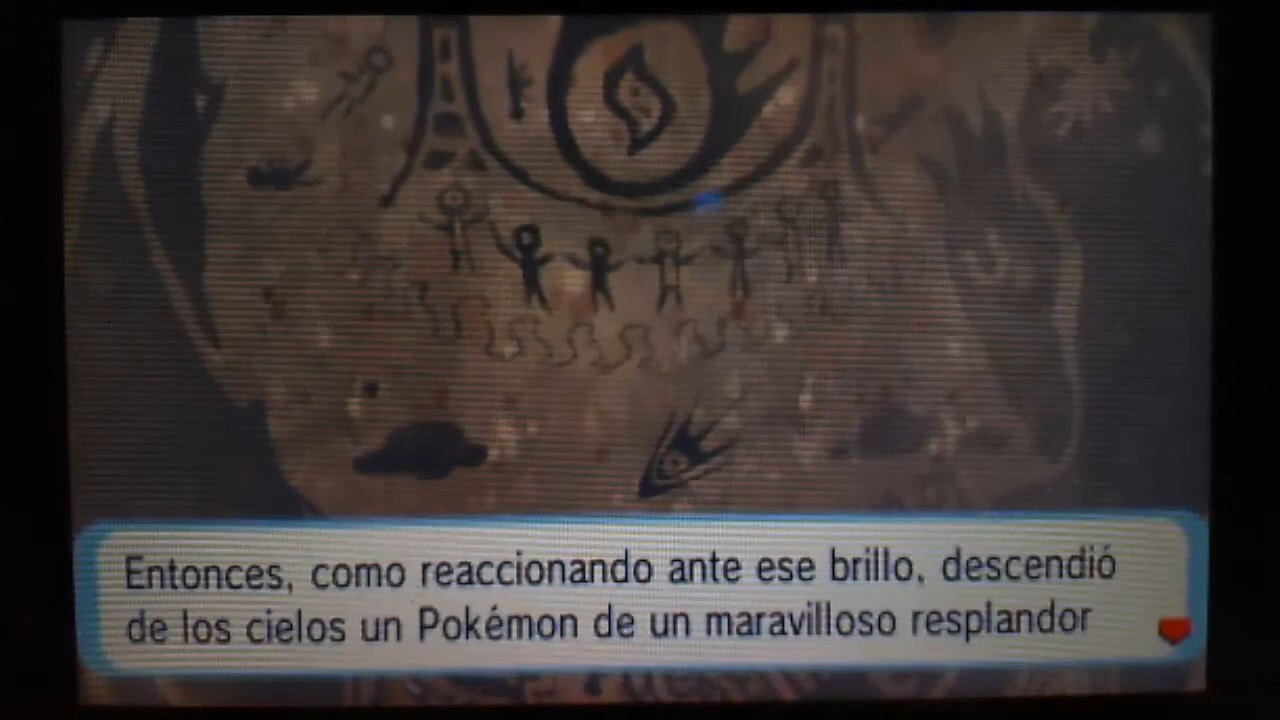 Entonces, como reaccionando ante ese brillo, descendió
de los cielos un Pokémon de un maravilloso resplandor